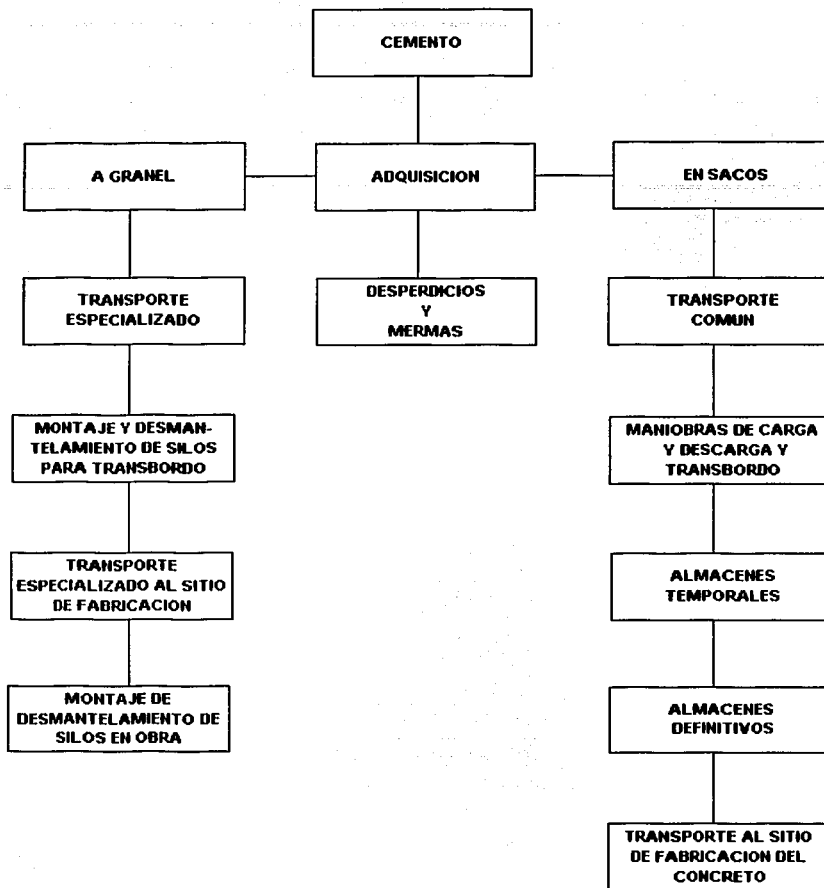 CEMENTO
A GRANEL
ADQUISICION
EN SACOS
TRANSPORTE
ESPECIALIZADO
DESPERDICIOS
Y
MERMAS
TRANSPORTE
COMUN
MONTAJE Y DESMAN-
TELAMIENTO DE SILOS
PARA TRANSBORDO
MANIOBRAS DE CARGA
Y DESCARGA Y
TRANSBORDO
TRANSPORTE
ESPECIALIZADO AL SITIO
DE FABRICACION
ALMACENES
TEMPORALES
MONTAJE DE
DESMANTELAMIENTO DE
SILOS EN OBRA
ALMACENES
DEFINITIVOS
TRANSPORTE AL SITIO
DE FABRICACION DEL
CONCRETO